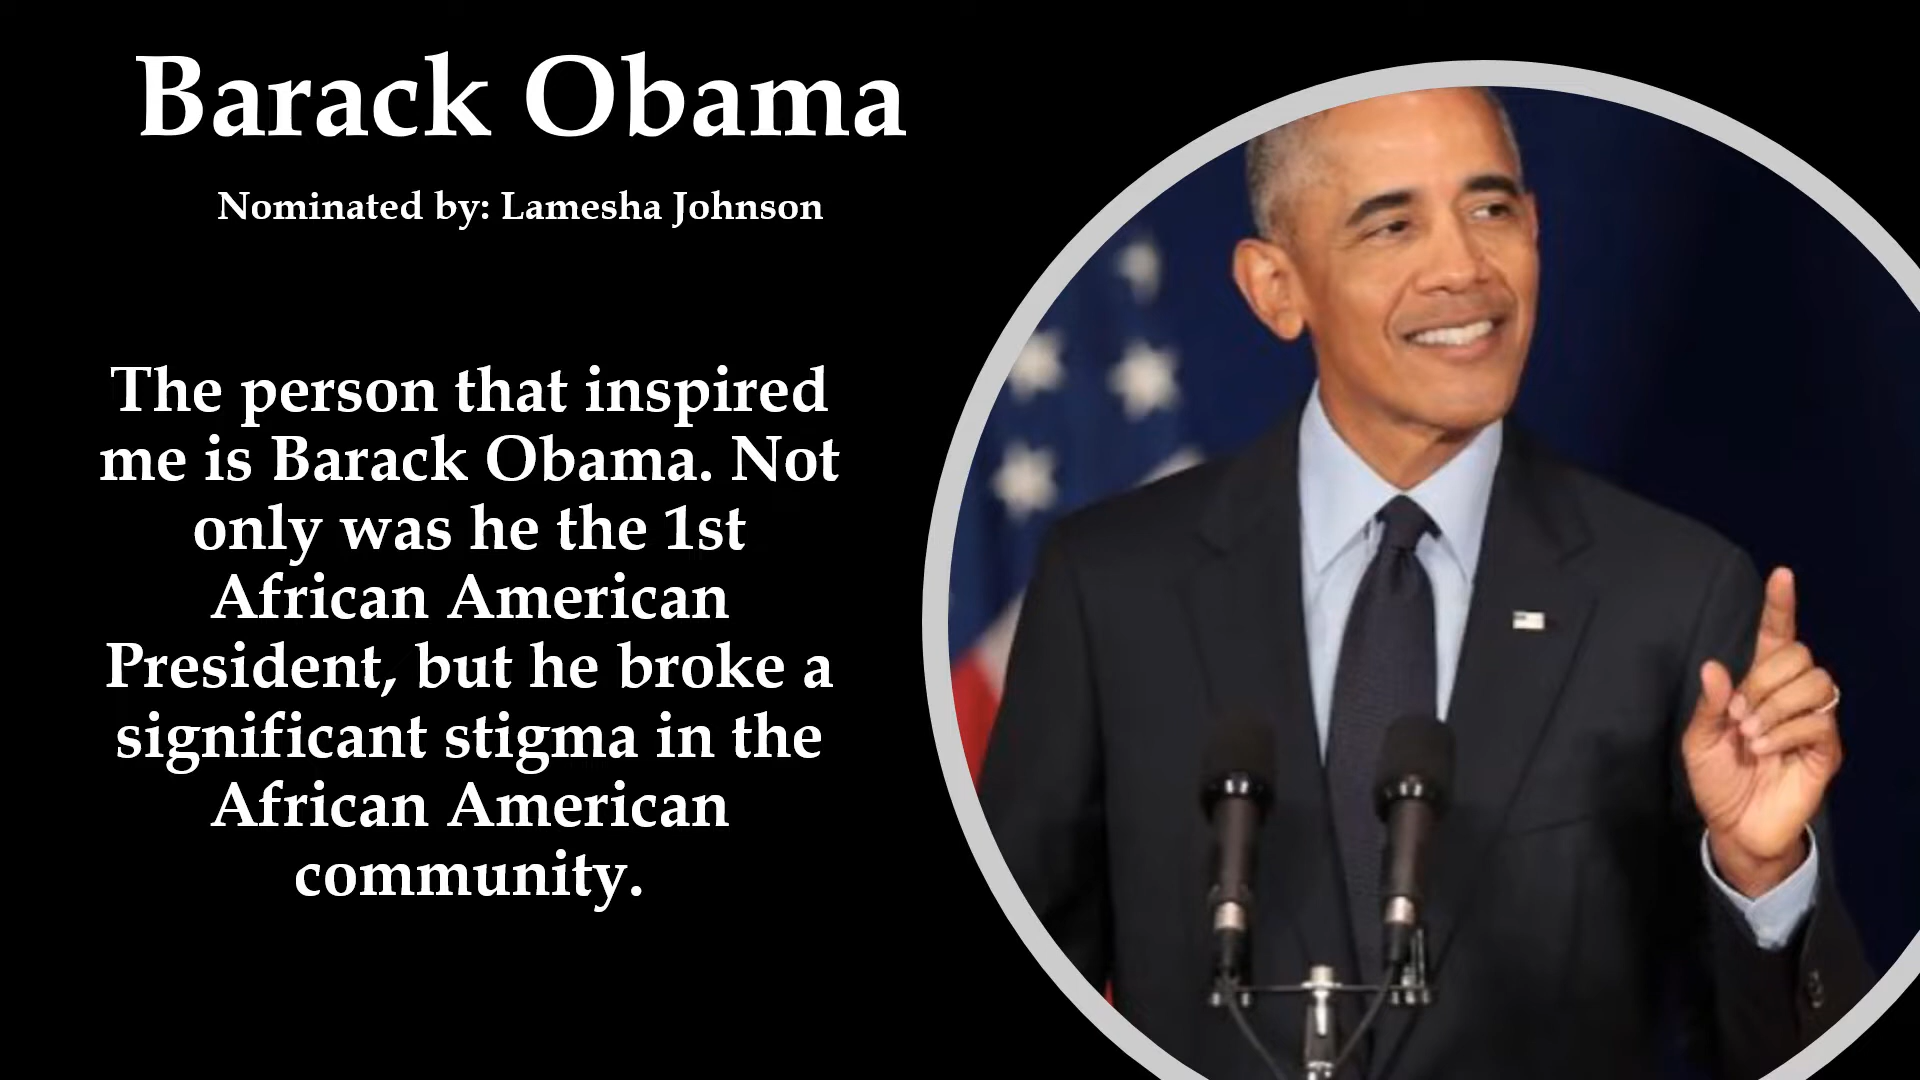 Barack Obama
Nominated by: Lamesha Johnson
The person that inspired
me is Barack Obama. Not
only was he the 1st
African American
President, but he broke a
significant stigma in the
African American
community.